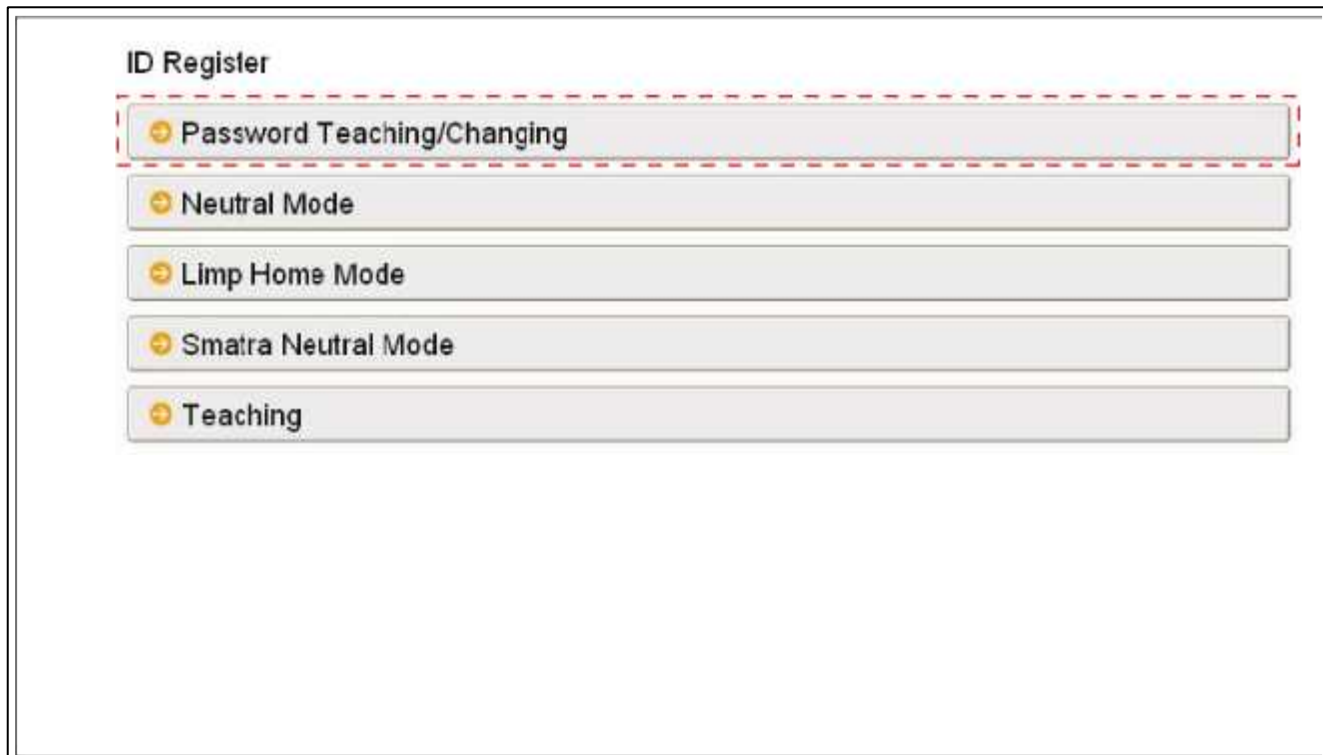 ID Register
Password Teaching/Changing
Neutral Mode
Limp Home Mode
Smatra Neutral Mode
Teaching